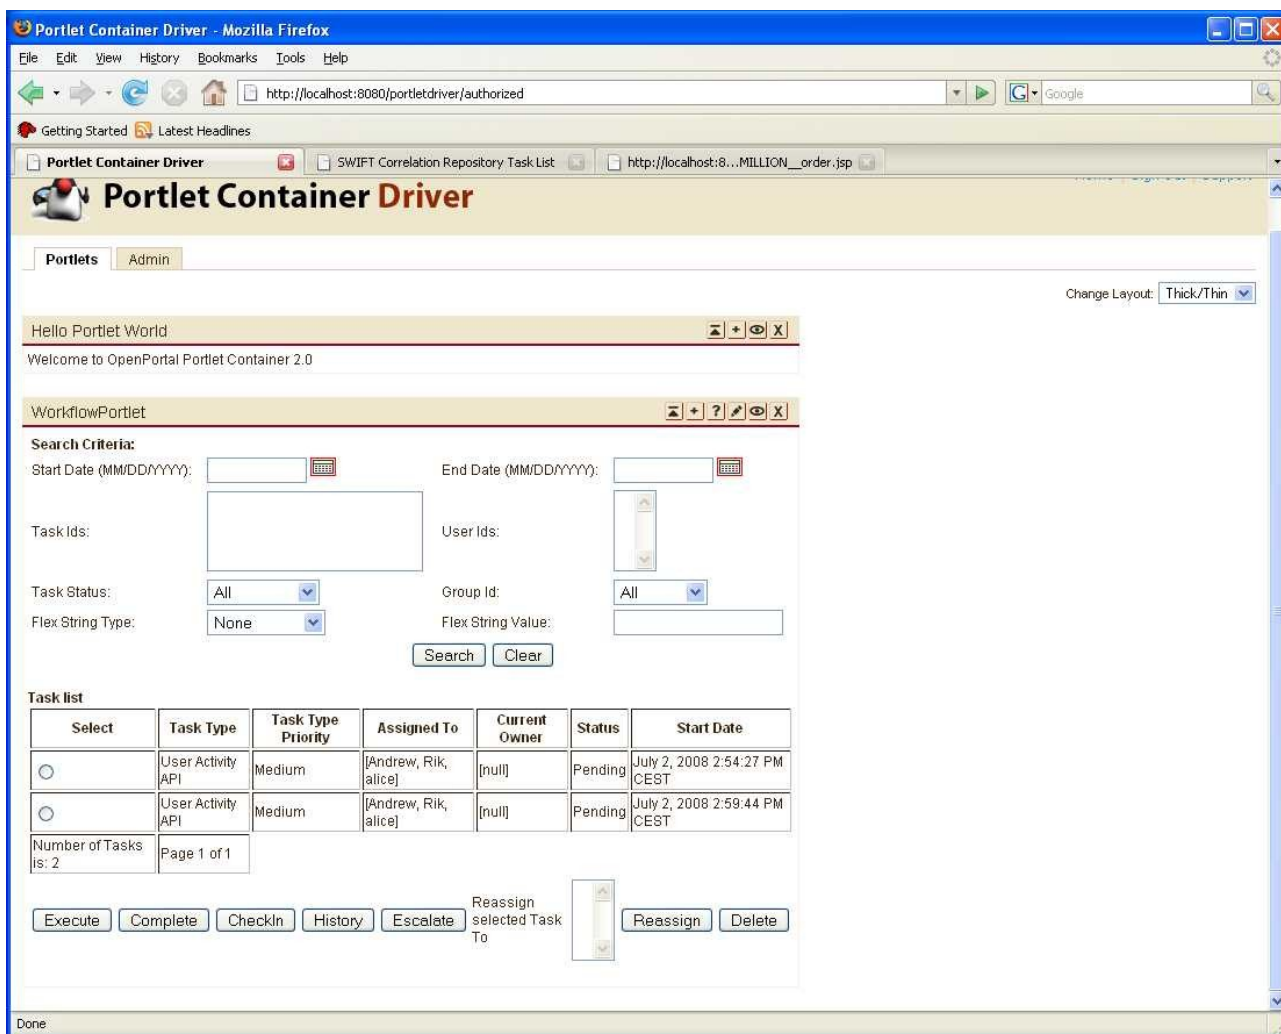 Portlet Container Driver - Mozilla Firefox
File Edit View History Bookmarks Tools Help
http://localhost:8080/portletdriver/authorized
G Google
Getting Started Latest Headlines
Portlet Container Driver
SWIFT Correlation Repository Task List
http://localhost:8...MILLION__order.jsp
Portlet Container Driver
Portlets Admin
Change Layout: Thick/Thin
Hello Portlet World
Welcome to OpenPortal Portlet Container 2.0
WorkflowPortlet
Search Criteria:
Start Date (MM/DD/YYYY): End Date (MM/DD/YYYY):
Task Ids: User Ids:
Task Status: All Group Id: All
Flex String Type: None Flex String Value:
Search Clear
Task list
Select Task Type Task Type Priority Assigned To Current Owner Status Start Date
User Activity API Medium [Andrew, Rik, alice] [null] Pending July 2, 2008 2:54:27 PM CEST
User Activity API Medium [Andrew, Rik, alice] [null] Pending July 2, 2008 2:59:44 PM CEST
Number of Tasks is: 2 Page 1 of 1
Execute Complete CheckIn History Escalate Reassign selected Task To Reassign Delete
Done